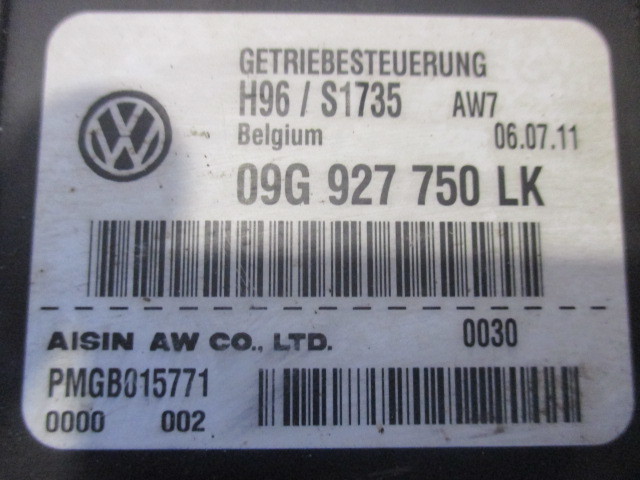 GETRIEBESTEUERUNG
H96 / S1735 AW7
Belgium 06.07.11
09G 927 750 LK
AISIN AW CO., LTD. 0030
PMGB015771
0000 002